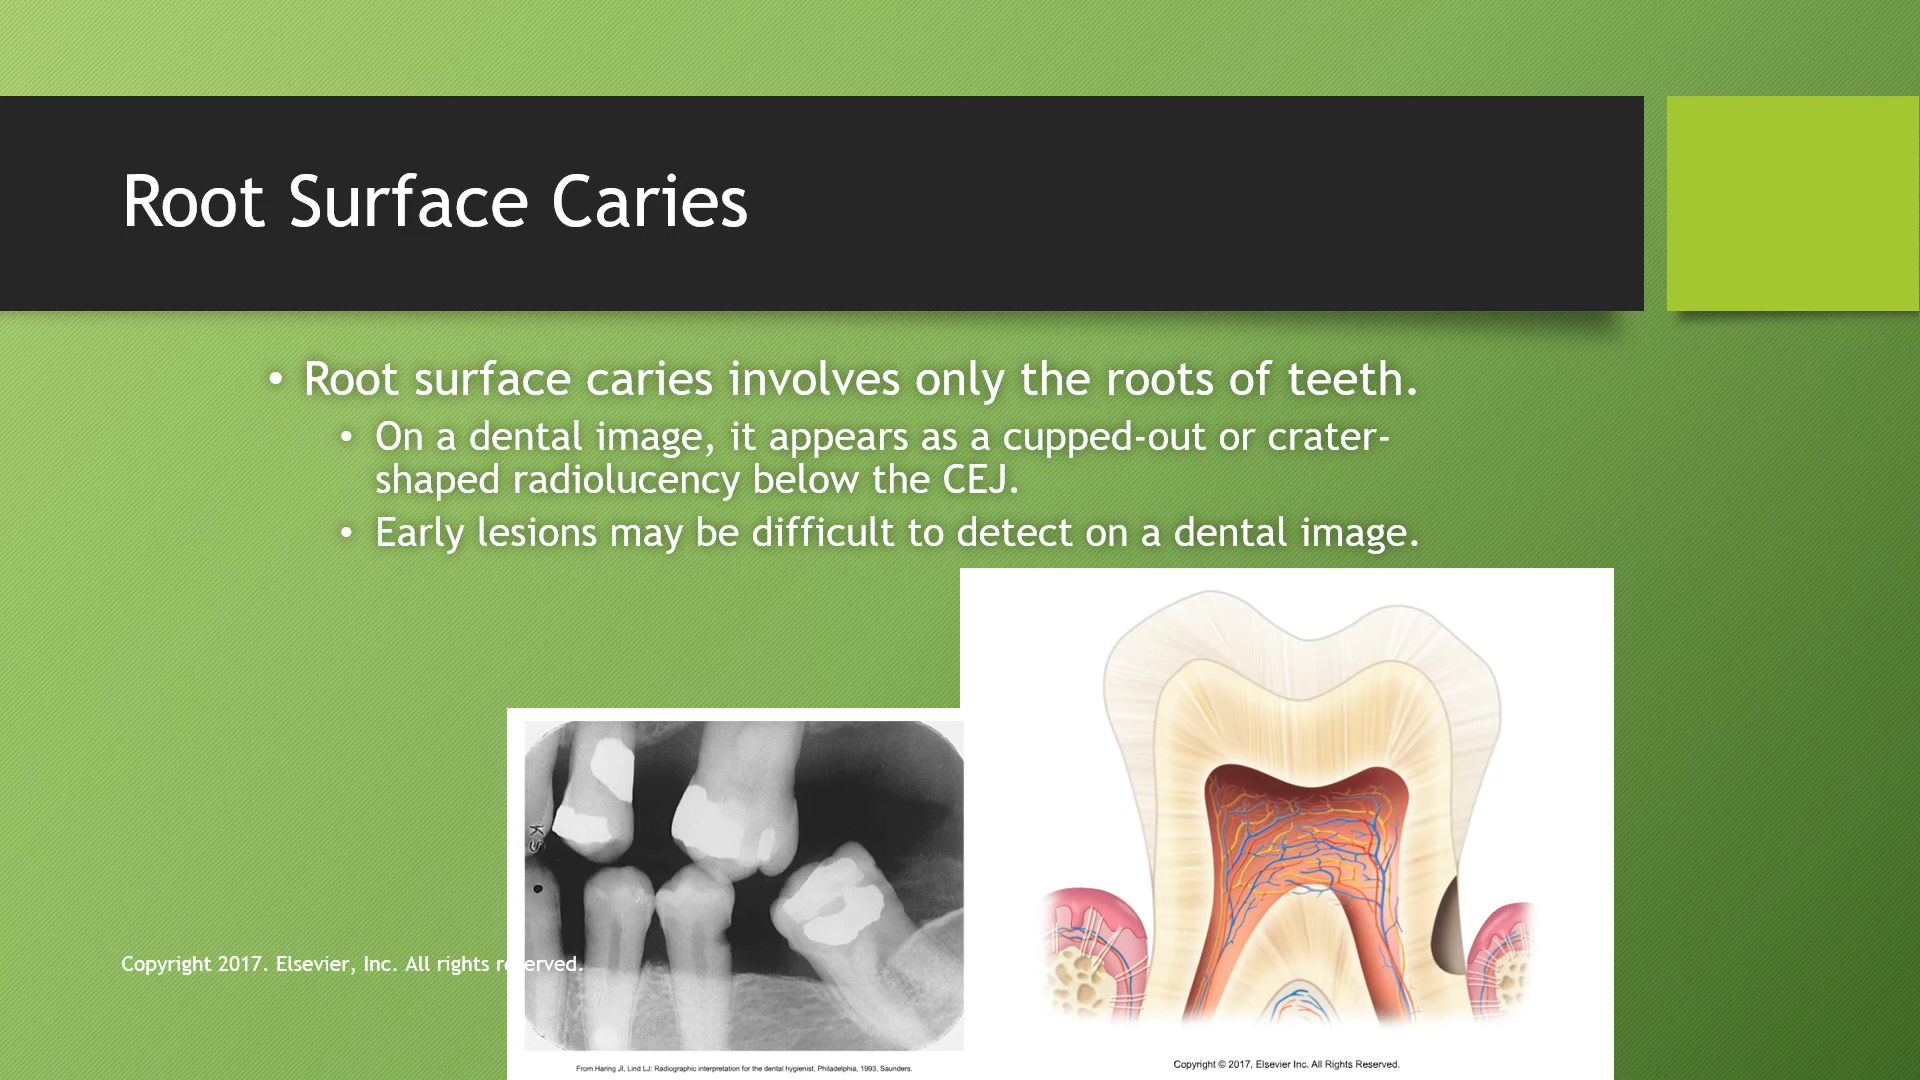 Root Surface Caries
• Root surface caries involves only the roots of teeth.
• On a dental image, it appears as a cupped-out or crater-
shaped radiolucency below the CEJ.
• Early lesions may be difficult to detect on a dental image.
K5
Copyright 2017. Elsevier, Inc. All rights reserved.
From Haring JI, Lind LJ: Radiographic interpretation for the dental hygienist, Philadelphia, 1993, Saunders.
Copyright © 2017, Elsevier Inc. All Rights Reserved.